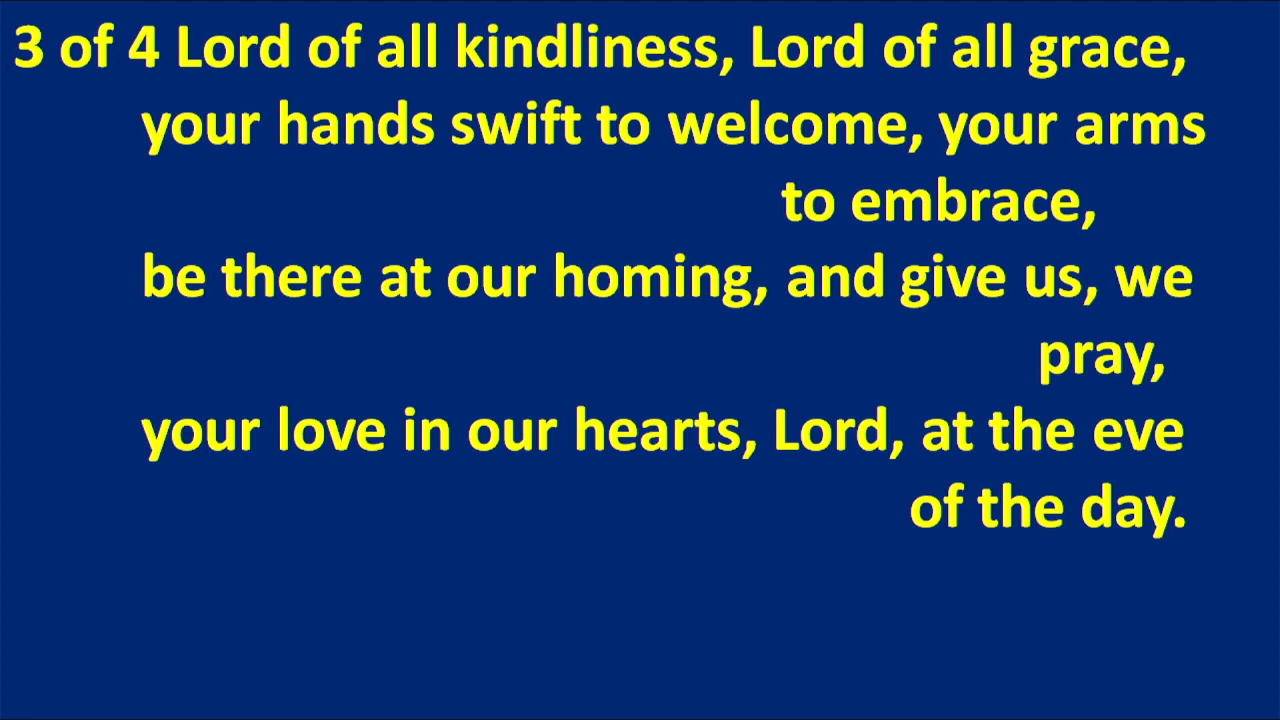 3 of 4 Lord of all kindliness, Lord of all grace,
your hands swift to welcome, your arms
to embrace,
be there at our homing, and give us, we
pray,
your love in our hearts, Lord, at the eve
of the day.